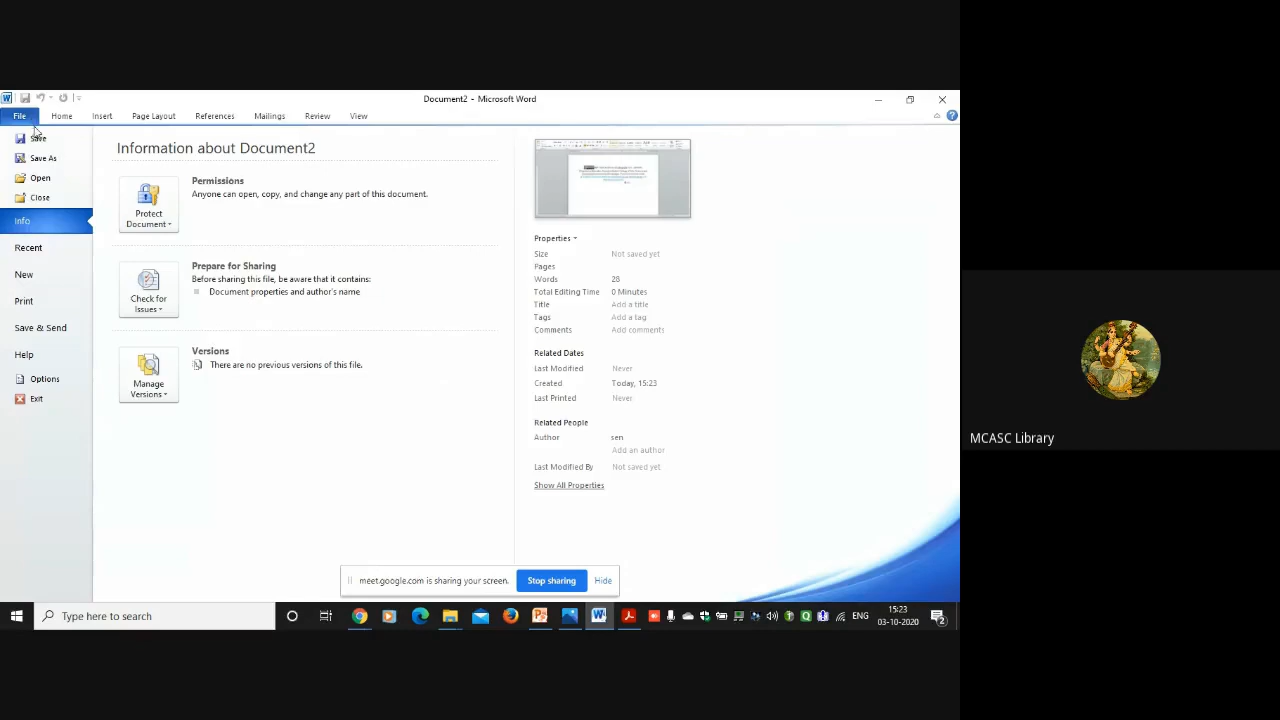 Document2 - Microsoft Word
File Home Insert Page Layout References Mailings Review View
Save
Save As
Open
Close
Info
Recent
New
Print
Save & Send
Help
Options
Exit
Information about Document2
Protect
Document
Permissions
Anyone can open, copy, and change any part of this document.
Check for
Issues
Prepare for Sharing
Before sharing this file, be aware that it contains:
Document properties and author's name
Manage
Versions
Versions
There are no previous versions of this file.
Properties
Size Not saved yet
Pages
Words 28
Total Editing Time 0 Minutes
Title Add a title
Tags Add a tag
Comments Add comments
Related Dates
Last Modified Never
Created Today, 15:23
Last Printed Never
Related People
Author sen
Add an author
Last Modified By Not saved yet
Show All Properties
meet.google.com is sharing your screen. Stop sharing Hide
Type here to search
ENG
15:23
03-10-2020
2
MCASC Library